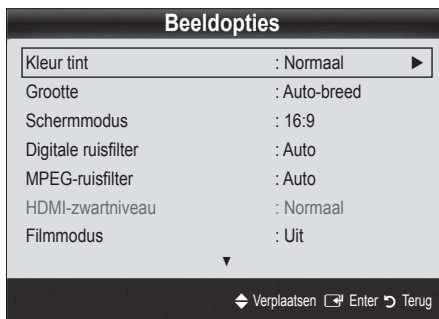 Beeldopties
Kleur tint : Normaal ►
Grootte : Auto-breed
Schermmodus : 16:9
Digitale ruisfilter : Auto
MPEG-ruisfilter : Auto
HDMI-zwartniveau : Normaal
Filmmodus : Uit
▼
Verplaatsen Enter Terug